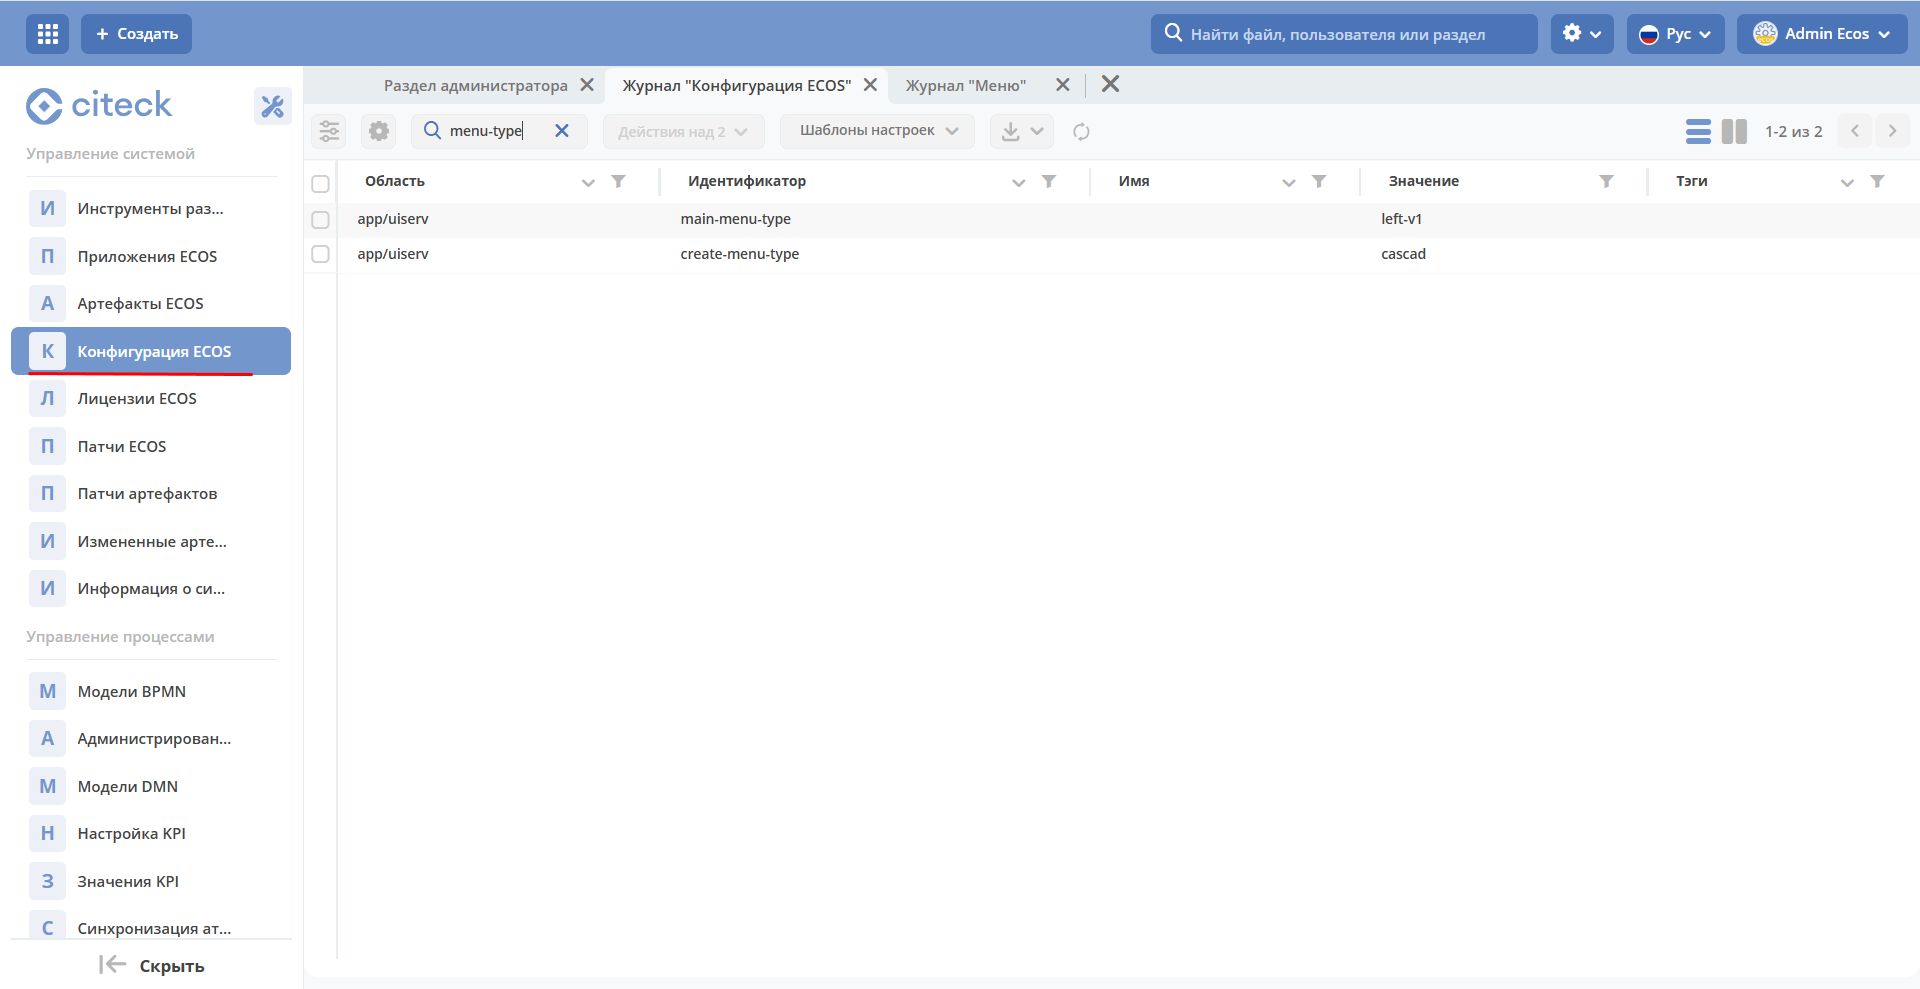 Создать
Найти файл, пользователя или раздел
Рус
Admin Ecos
citeck
Раздел администратора
Журнал "Конфигурация ECOS"
Журнал "Меню"
menu-type
Действия над 2
Шаблоны настроек
1-2 из 2
Управление системой
И Инструменты раз...
П Приложения ECOS
А Артефакты ECOS
К Конфигурация ECOS
Л Лицензии ECOS
П Патчи ECOS
П Патчи артефактов
И Измененные арте...
И Информация о си...
Управление процессами
М Модели BPMN
А Администрирован...
М Модели DMN
Н Настройка KPI
З Значения KPI
С Синхронизация ат...
Скрыть
Область Идентификатор Имя Значение Тэги
app/uiserv main-menu-type left-v1
app/uiserv create-menu-type cascad